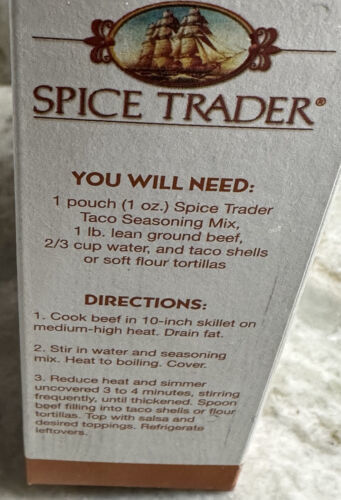 SPICE TRADER®
YOU WILL NEED:
1 pouch (1 oz.) Spice Trader
Taco Seasoning Mix,
1 lb. lean ground beef,
2/3 cup water, and taco shells
or soft flour tortillas
DIRECTIONS:
1. Cook beef in 10-inch skillet on
medium-high heat. Drain fat.
2. Stir in water and seasoning
mix. Heat to boiling. Cover.
3. Reduce heat and simmer
uncovered 3 to 4 minutes, stirring
frequently, until thickened. Spoon
beef filling into taco shells or flour
tortillas. Top with salsa and
desired toppings. Refrigerate
leftovers.